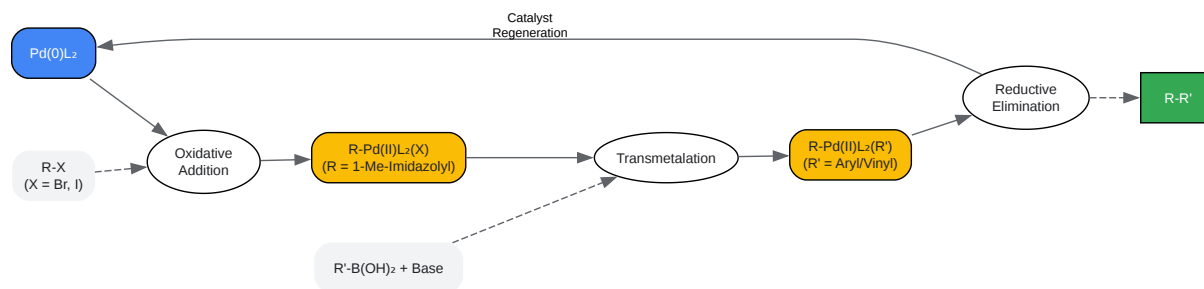 Catalyst
Regeneration
Pd(0)L₂
Reductive
Elimination
R-R'
Oxidative
Addition
R-Pd(II)L₂(X)
(R = 1-Me-Imidazolyl)
Transmetalation
R-Pd(II)L₂(R')
(R' = Aryl/Vinyl)
R-X
(X = Br, I)
R'-B(OH)₂ + Base